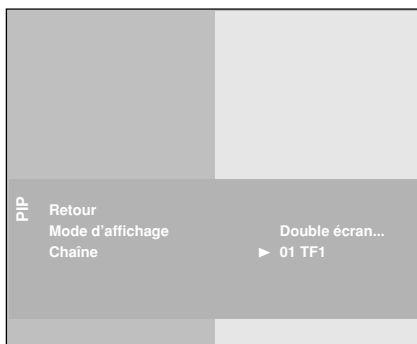 PIP
Retour
Mode d'affichage Double écran...
Chaîne ► 01 TF1